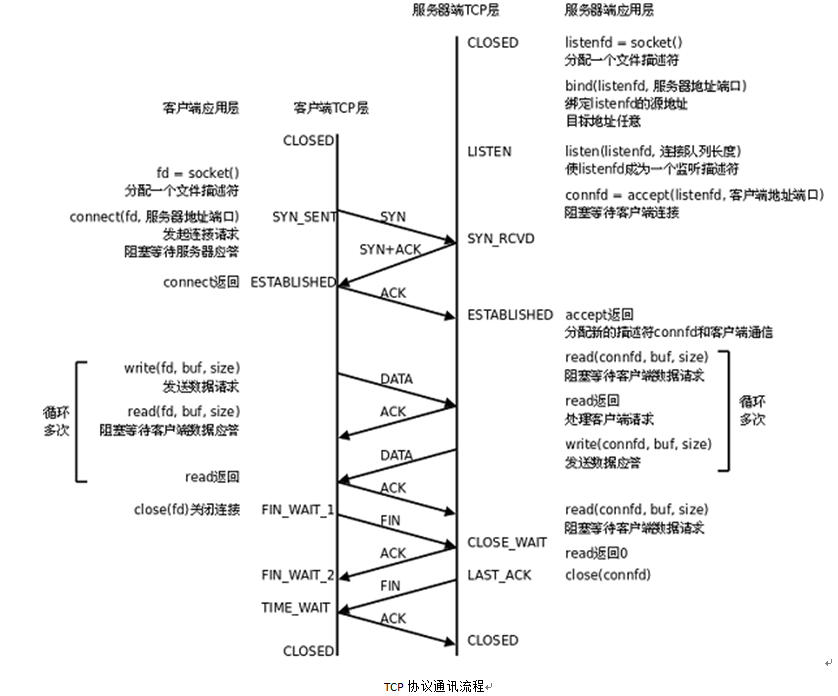 服务器端TCP层 服务器端应用层
CLOSED listenfd = socket()
分配一个文件描述符
bind(listenfd, 服务器地址端口)
客户端应用层 客户端TCP层 绑定listenfd的源地址
目标地址任意
CLOSED
LISTEN listen(listenfd, 连接队列长度)
fd = socket() 使listenfd成为一个监听描述符
分配一个文件描述符
connfd = accept(listenfd, 客户端地址端口)
connect(fd, 服务器地址端口) SYN_SENT SYN 阻塞等待客户端连接
发起连接请求
SYN_RCVD
阻塞等待服务器应答 SYN+ACK
connect返回 ESTABLISHED
ACK
ESTABLISHED accept返回
分配新的描述符connfd和客户端通信
read(connfd, buf, size)
write(fd, buf, size) 阻塞等待客户端数据请求
发送数据请求 DATA
read返回
循环 read(fd, buf, size) ACK 循环
多次 阻塞等待客户端数据应答 处理客户端请求 多次
write(connfd, buf, size)
DATA 发送数据应答
read返回
ACK
close(fd)关闭连接 FIN_WAIT_1 read(connfd, buf, size)
FIN 阻塞等待客户端数据请求
CLOSE_WAIT
ACK read返回0
FIN_WAIT_2 LAST_ACK close(connfd)
FIN
TIME_WAIT
ACK
CLOSED
CLOSED
TCP 协议通讯流程